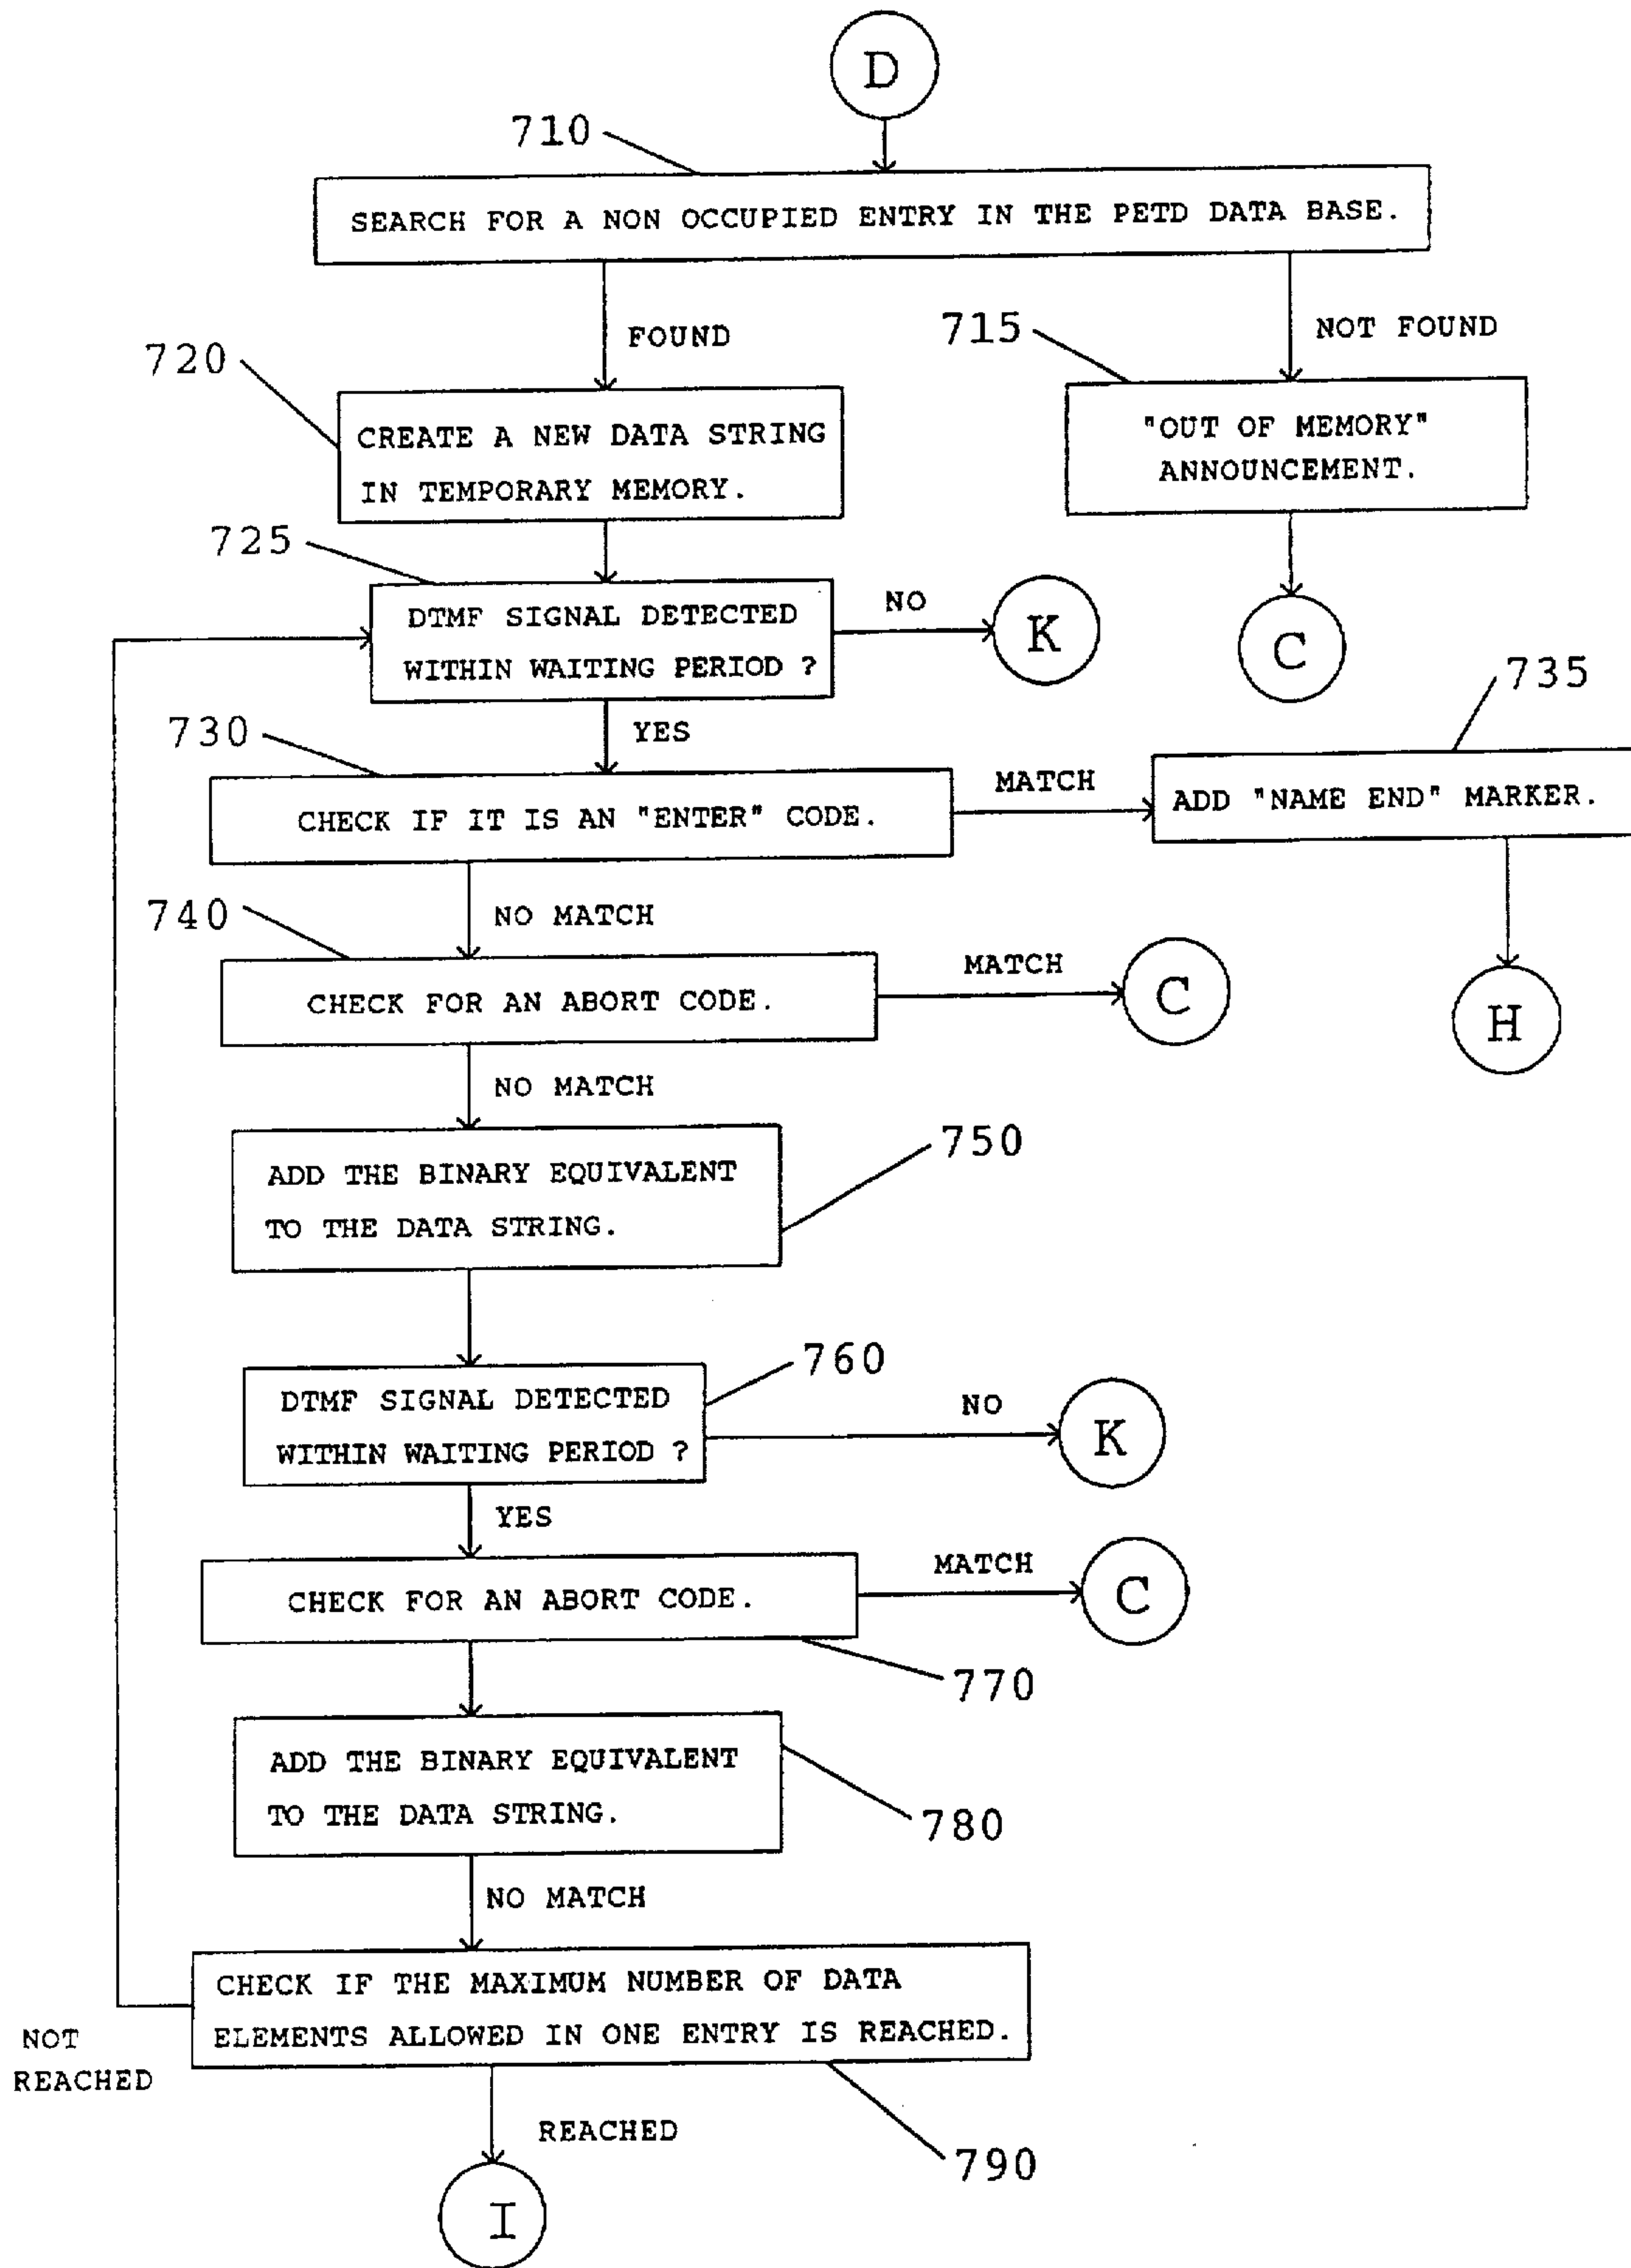 D
710
SEARCH FOR A NON OCCUPIED ENTRY IN THE PETD DATA BASE.
FOUND
715
NOT FOUND
720
CREATE A NEW DATA STRING
IN TEMPORARY MEMORY.
"OUT OF MEMORY"
ANNOUNCEMENT.
725
DTMF SIGNAL DETECTED
WITHIN WAITING PERIOD ?
NO
K
C
735
730
YES
CHECK IF IT IS AN "ENTER" CODE.
MATCH
ADD "NAME END" MARKER.
740
NO MATCH
CHECK FOR AN ABORT CODE.
MATCH
C
H
NO MATCH
750
ADD THE BINARY EQUIVALENT
TO THE DATA STRING.
760
DTMF SIGNAL DETECTED
WITHIN WAITING PERIOD ?
NO
K
YES
CHECK FOR AN ABORT CODE.
MATCH
C
770
ADD THE BINARY EQUIVALENT
TO THE DATA STRING.
780
NO MATCH
CHECK IF THE MAXIMUM NUMBER OF DATA
ELEMENTS ALLOWED IN ONE ENTRY IS REACHED.
NOT
REACHED
REACHED
790
I